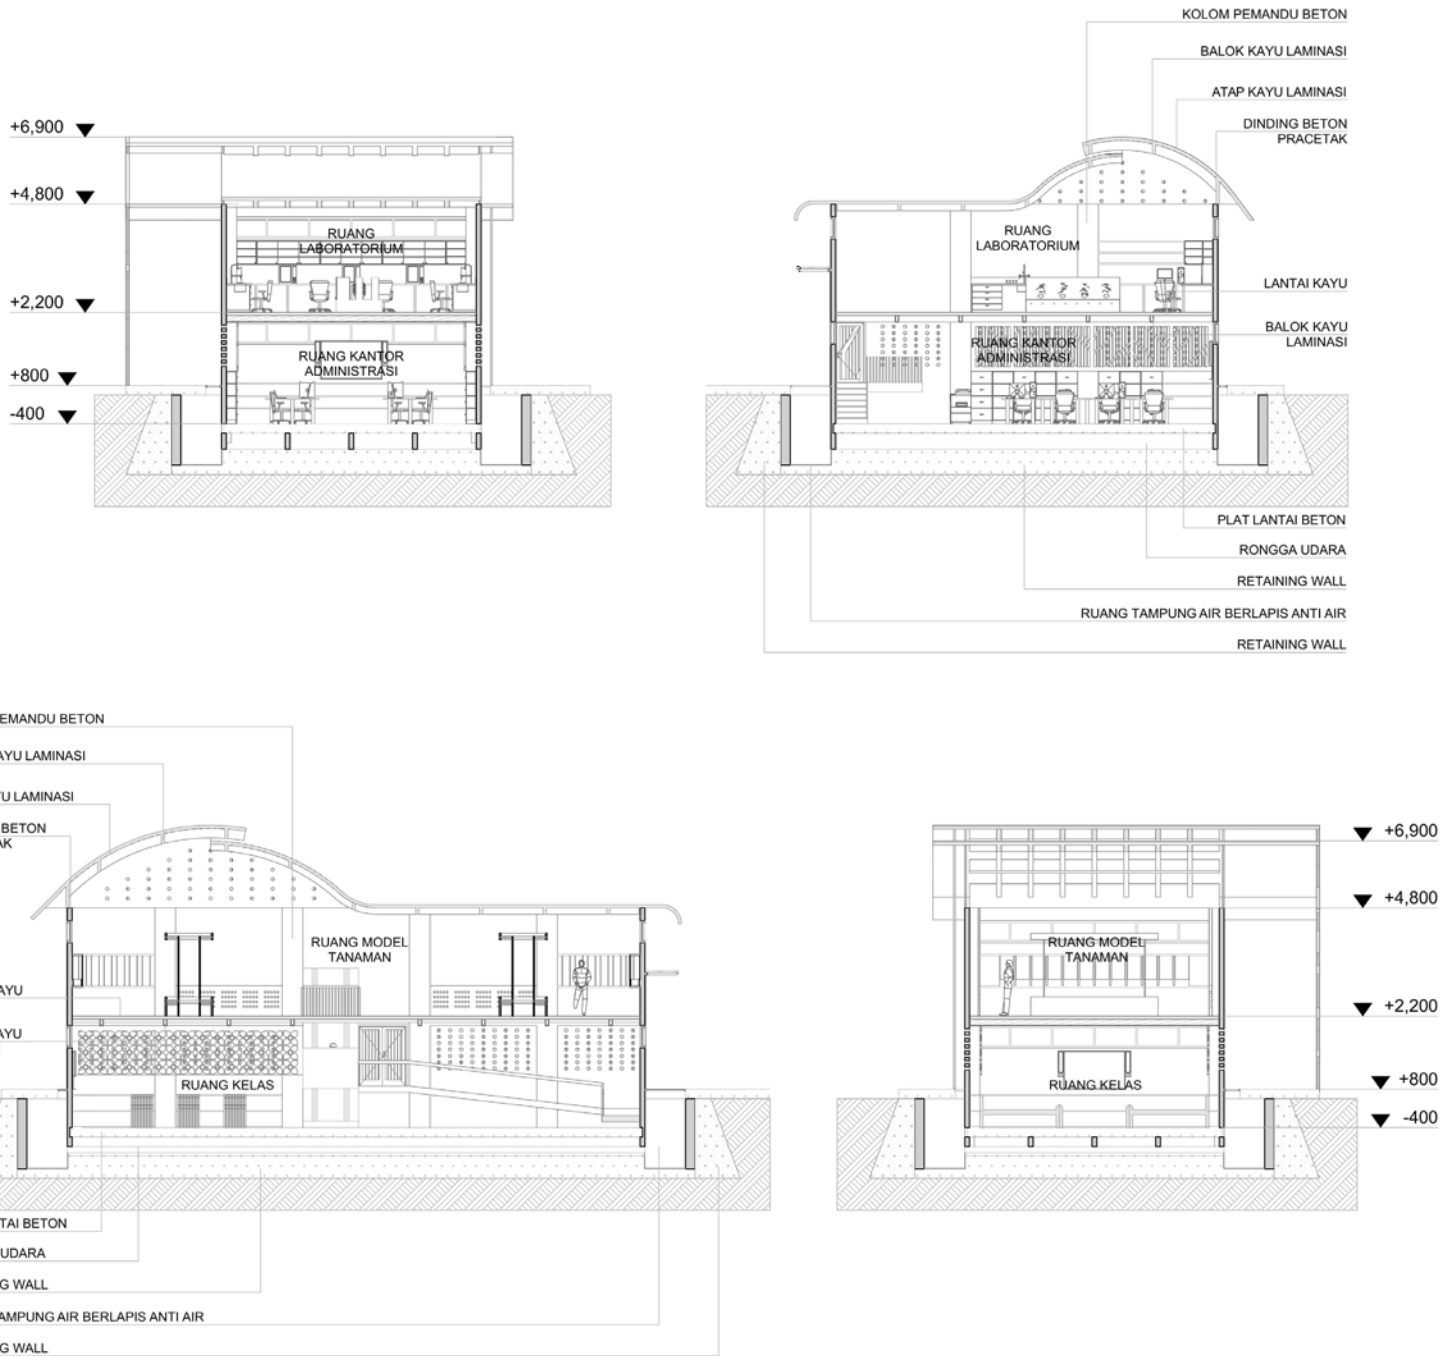 KOLOM PEMANDU BETON
BALOK KAYU LAMINASI
ATAP KAYU LAMINASI
DINDING BETON
PRACETAK
+6,900
+4,800
+2,200
+800
-400
RUANG
LABORATORIUM
RUANG KANTOR
ADMINISTRASI
RUANG
LABORATORIUM
RUANG KANTOR
ADMINISTRASI
LANTAI KAYU
BALOK KAYU
LAMINASI
PLAT LANTAI BETON
RONGGA UDARA
RETAINING WALL
RUANG TAMPUNG AIR BERLAPIS ANTI AIR
RETAINING WALL
EMANDU BETON
AYU LAMINASI
U LAMINASI
BETON
AK
RUANG MODEL
TANAMAN
AYU
AYU
RUANG KELAS
TAI BETON
UDARA
G WALL
AMPUNG AIR BERLAPIS ANTI AIR
G WALL
RUANG MODEL
TANAMAN
RUANG KELAS
+6,900
+4,800
+2,200
+800
-400